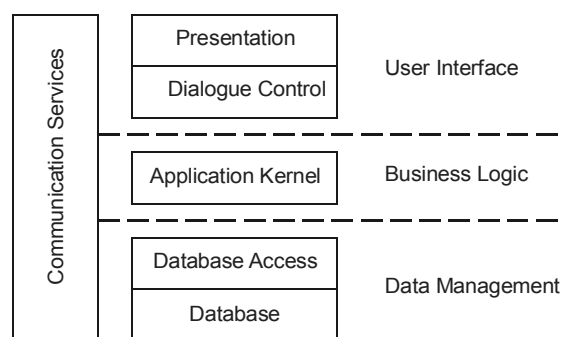 Communication Services
Presentation
Dialogue Control
User Interface
Application Kernel
Business Logic
Database Access
Database
Data Management